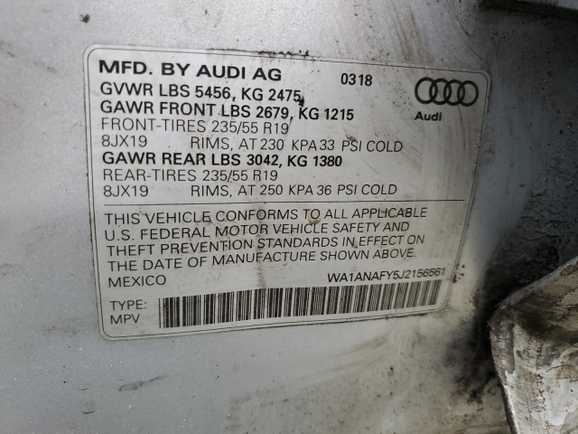 MFD. BY AUDI AG 03 18
GVWR LBS 5456, KG 2475
GAWR FRONT LBS 2679, KG 1215
FRONT-TIRES 235/55 R19
8JX19 RIMS, AT 230 KPA 33 PSI COLD
GAWR REAR LBS 3042, KG 1380
REAR-TIRES 235/55 R19
8JX19 RIMS, AT 250 KPA 36 PSI COLD
Audi
THIS VEHICLE CONFORMS TO ALL APPLICABLE
U.S. FEDERAL MOTOR VEHICLE SAFETY AND
THEFT PREVENTION STANDARDS IN EFFECT ON
THE DATE OF MANUFACTURE SHOWN ABOVE.
MEXICO WA1ANAFY5J2156561
TYPE:
MPV